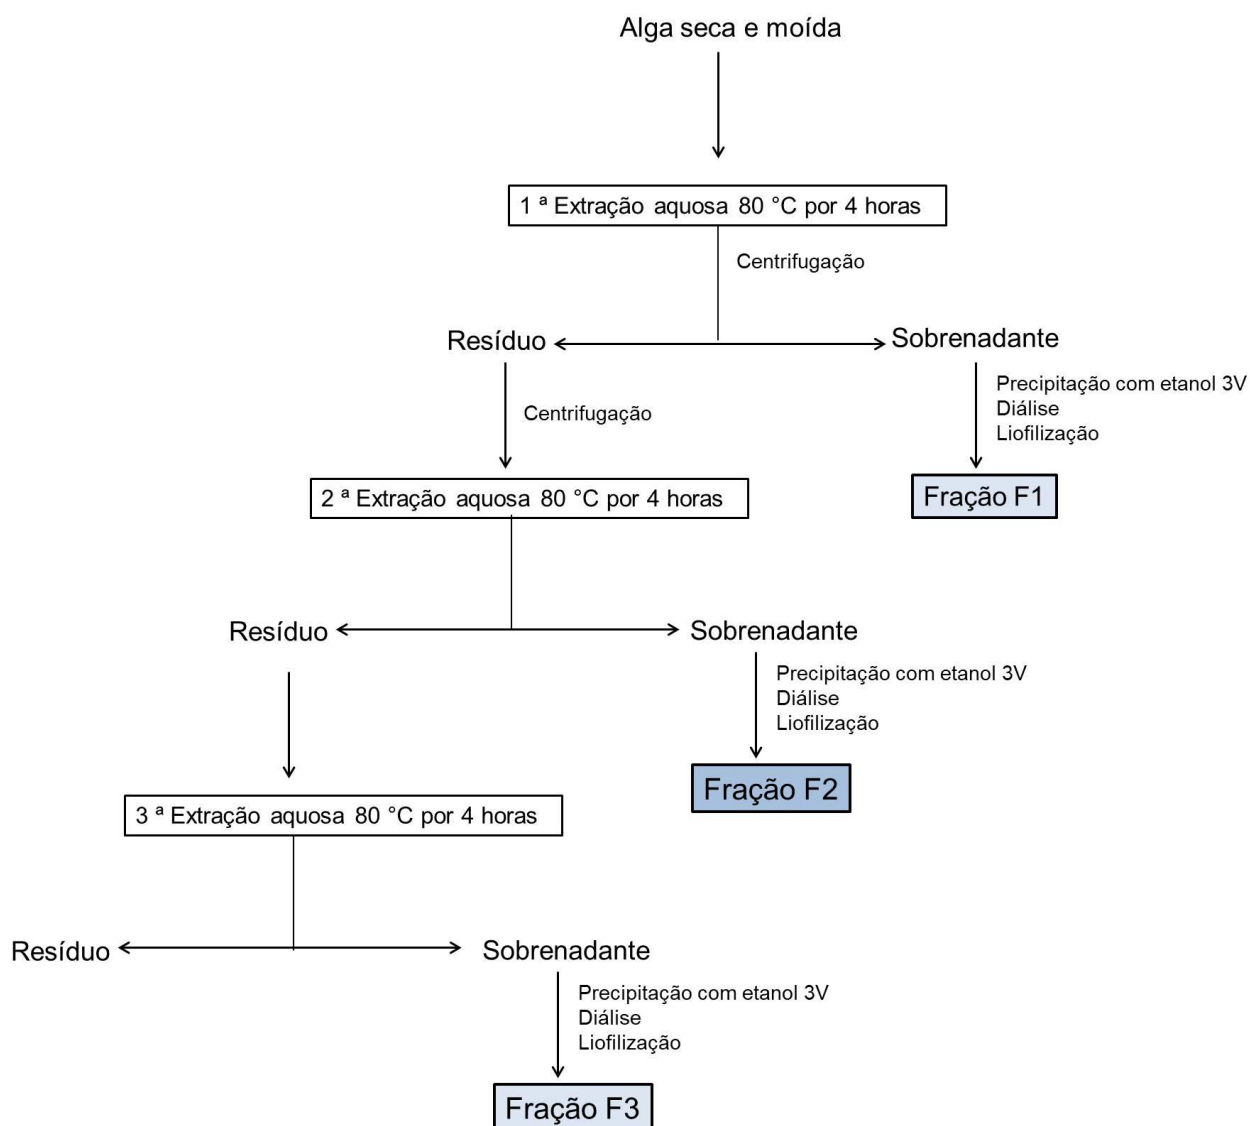 Alga seca e moída
1 ª Extração aquosa 80 °C por 4 horas
Centrifugação
Resíduo
Sobrenadante
Precipitação com etanol 3V
Diálise
Liofilização
Centrifugação
Fração F1
2 ª Extração aquosa 80 °C por 4 horas
Resíduo
Sobrenadante
Precipitação com etanol 3V
Diálise
Liofilização
Fração F2
3 ª Extração aquosa 80 °C por 4 horas
Resíduo
Sobrenadante
Precipitação com etanol 3V
Diálise
Liofilização
Fração F3